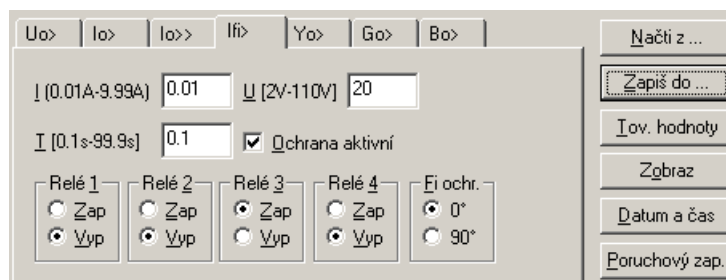 Uo> Io> Io>> Ifi> Yo> Go> Bo>
Načti z ...
I (0.01A-9.99A) 0.01 U [2V-110V] 20
Zapiš do ...
T [0.1s-99.9s] 0.1 Ochrana aktivní
Tov. hodnoty
Relé 1 Relé 2 Relé 3 Relé 4 Fi ochr.
Zobraz
Zap Zap Zap Zap 0°
Datum a čas
Vyp Vyp Vyp Vyp 90°
Poruchový zap.